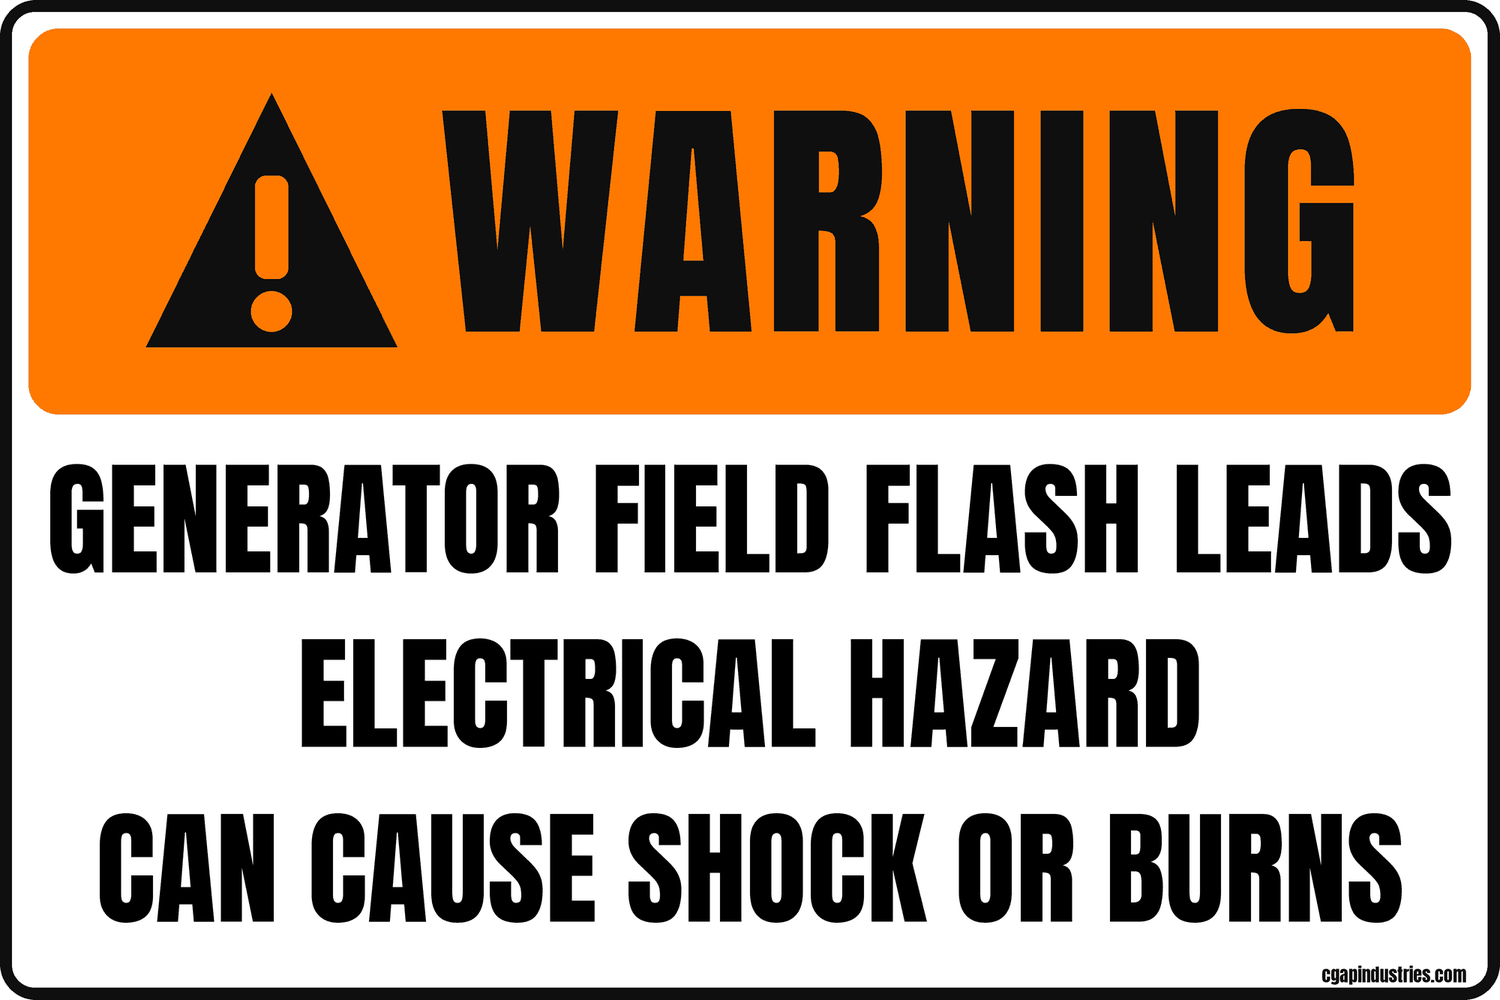 WARNING
GENERATOR FIELD FLASH LEADS
ELECTRICAL HAZARD
CAN CAUSE SHOCK OR BURNS
cgapindustries.com